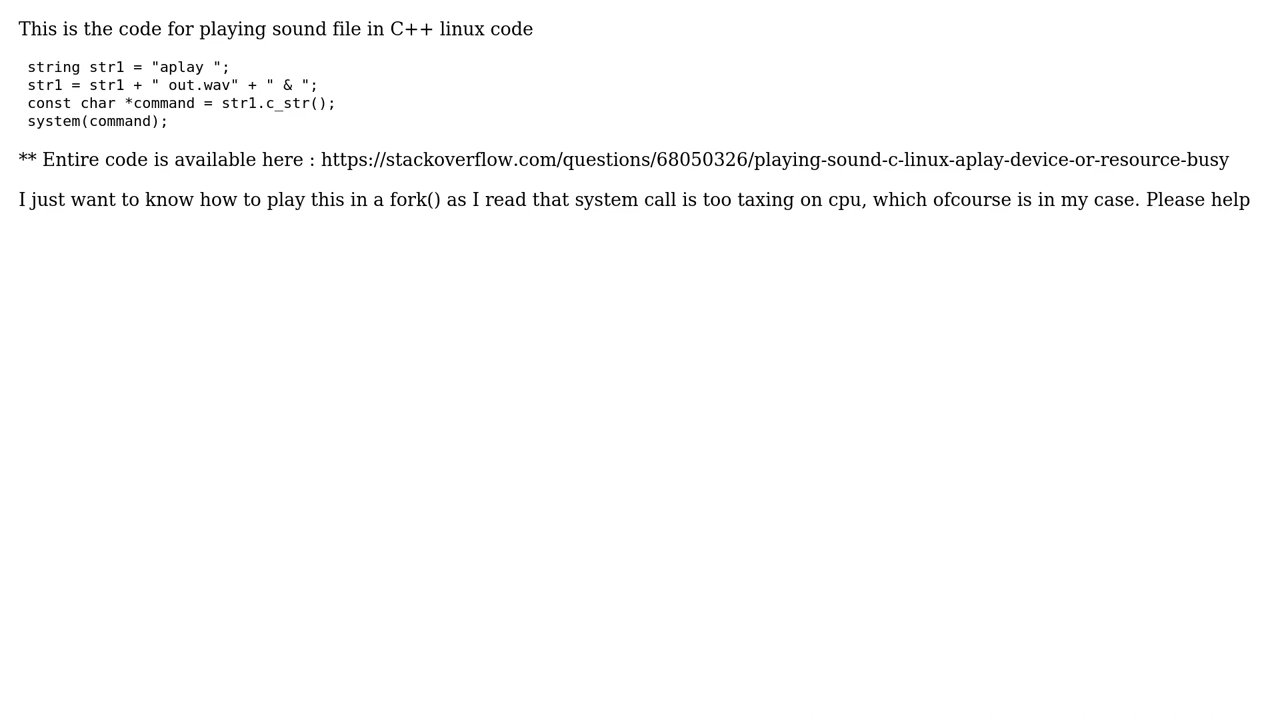 This is the code for playing sound file in C++ linux code
string str1 = "aplay ";
str1 = str1 + " out.wav" + " & ";
const char *command = str1.c_str();
system(command);
** Entire code is available here : https://stackoverflow.com/questions/68050326/playing-sound-c-linux-aplay-device-or-resource-busy
I just want to know how to play this in a fork() as I read that system call is too taxing on cpu, which ofcourse is in my case. Please help